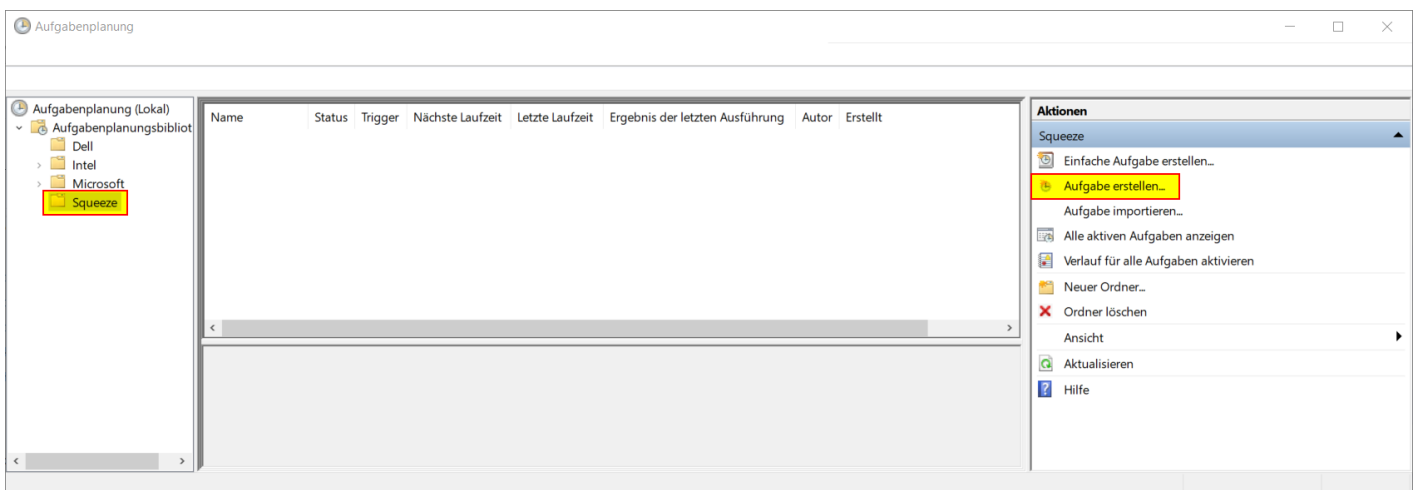 Aufgabenplanung
Aufgabenplanung (Lokal)
Aufgabenplanungsbibliot
Dell
Intel
Microsoft
Squeeze
Name Status Trigger Nächste Laufzeit Letzte Laufzeit Ergebnis der letzten Ausführung Autor Erstellt
Aktionen
Squeeze
Einfache Aufgabe erstellen...
Aufgabe erstellen...
Aufgabe importieren...
Alle aktiven Aufgaben anzeigen
Verlauf für alle Aufgaben aktivieren
Neuer Ordner...
Ordner löschen
Ansicht
Aktualisieren
Hilfe